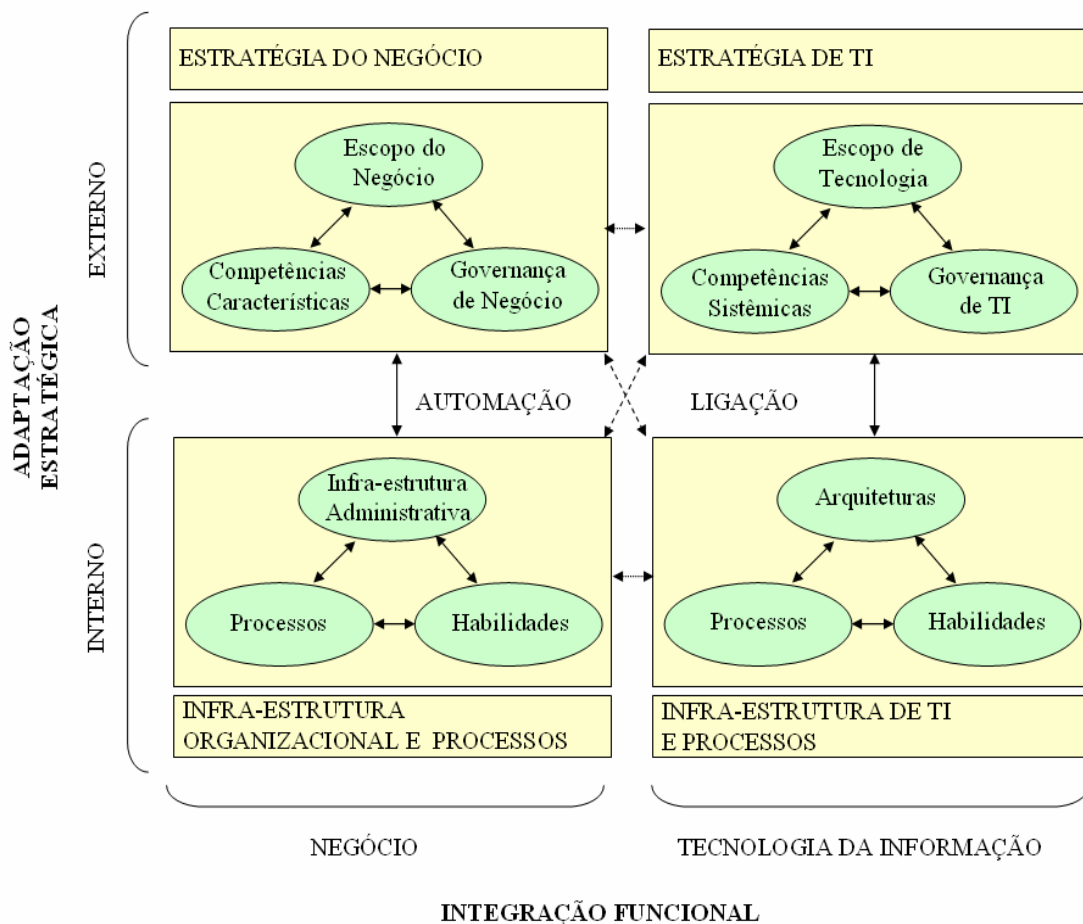 ESTRATÉGIA DO NEGÓCIO
ESTRATÉGIA DE TI
Escopo do
Negócio
Competências
Características
Governança
de Negócio
Escopo de
Tecnologia
Competências
Sistêmicas
Governança
de TI
EXTERNO
ADAPTAÇÃO
ESTRATÉGICA
AUTOMAÇÃO
LIGAÇÃO
INTERNO
Infra-estrutura
Administrativa
Processos
Habilidades
Arquiteturas
Processos
Habilidades
INFRA-ESTRUTURA
ORGANIZACIONAL E PROCESSOS
INFRA-ESTRUTURA DE TI
E PROCESSOS
NEGÓCIO
TECNOLOGIA DA INFORMAÇÃO
INTEGRAÇÃO FUNCIONAL